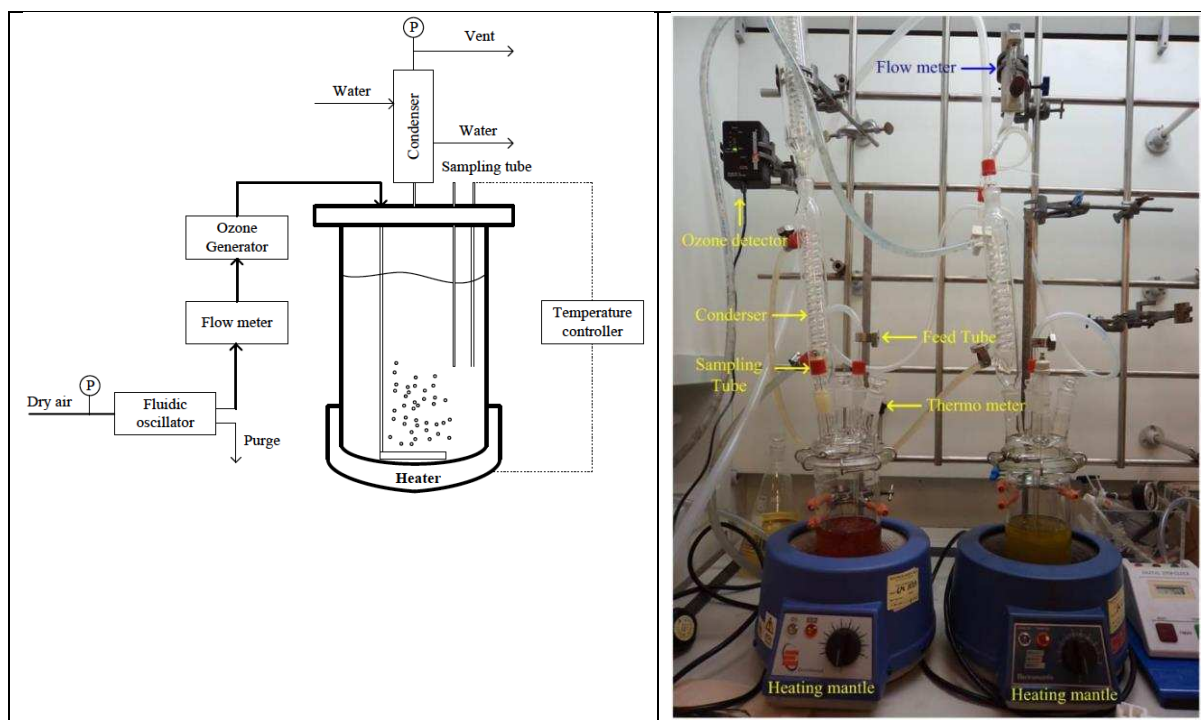 P
Vent
Water
Condenser
Water
Sampling tube
Ozone
Generator
Flow meter
Temperature
controller
P
Dry air
Fluidic
oscillator
Purge
Heater
Flow meter
Ozone detector
Conderser
Feed Tube
Sampling
Tube
Thermo meter
Heating mantle
Heating mantle